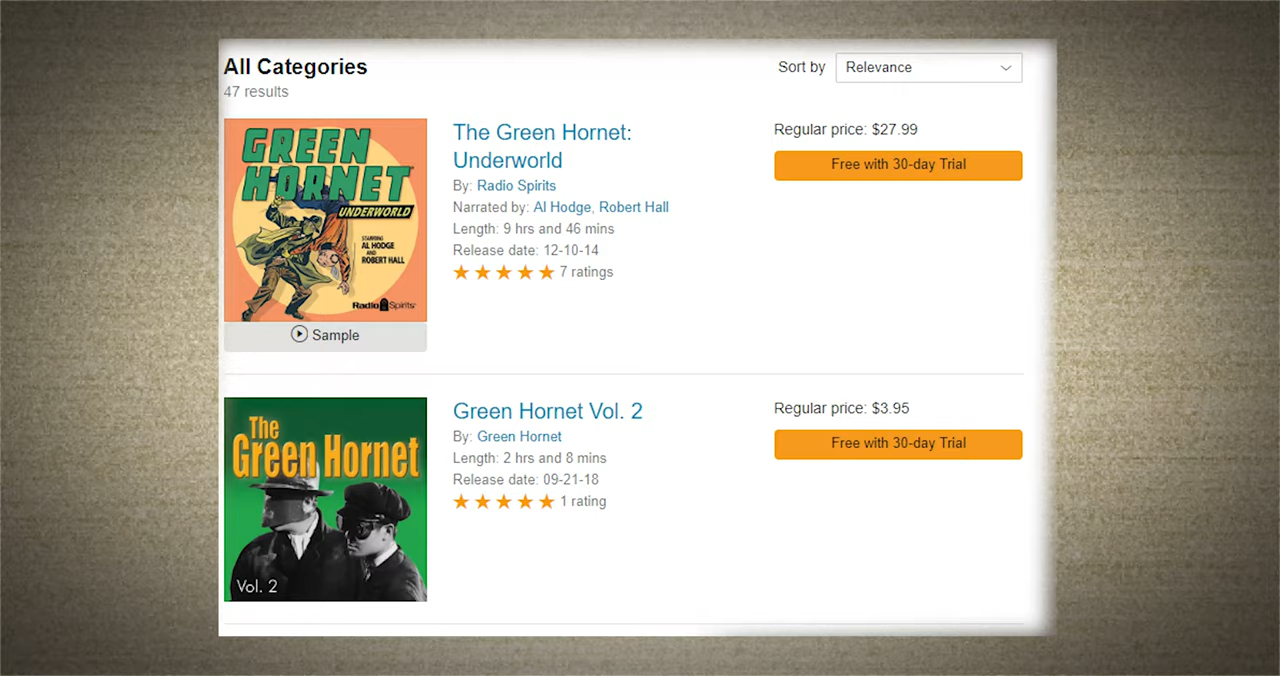 All Categories
47 results
Sort by Relevance
GREEN
HORNET
UNDERWORLD
STARRING
AL HODGE
AND
ROBERT HALL
Radio Spirits
Sample
The Green Hornet:
Underworld
By: Radio Spirits
Narrated by: Al Hodge, Robert Hall
Length: 9 hrs and 46 mins
Release date: 12-10-14
7 ratings
Regular price: $27.99
Free with 30-day Trial
The
Green Hornet
Vol. 2
Green Hornet Vol. 2
By: Green Hornet
Length: 2 hrs and 8 mins
Release date: 09-21-18
1 rating
Regular price: $3.95
Free with 30-day Trial